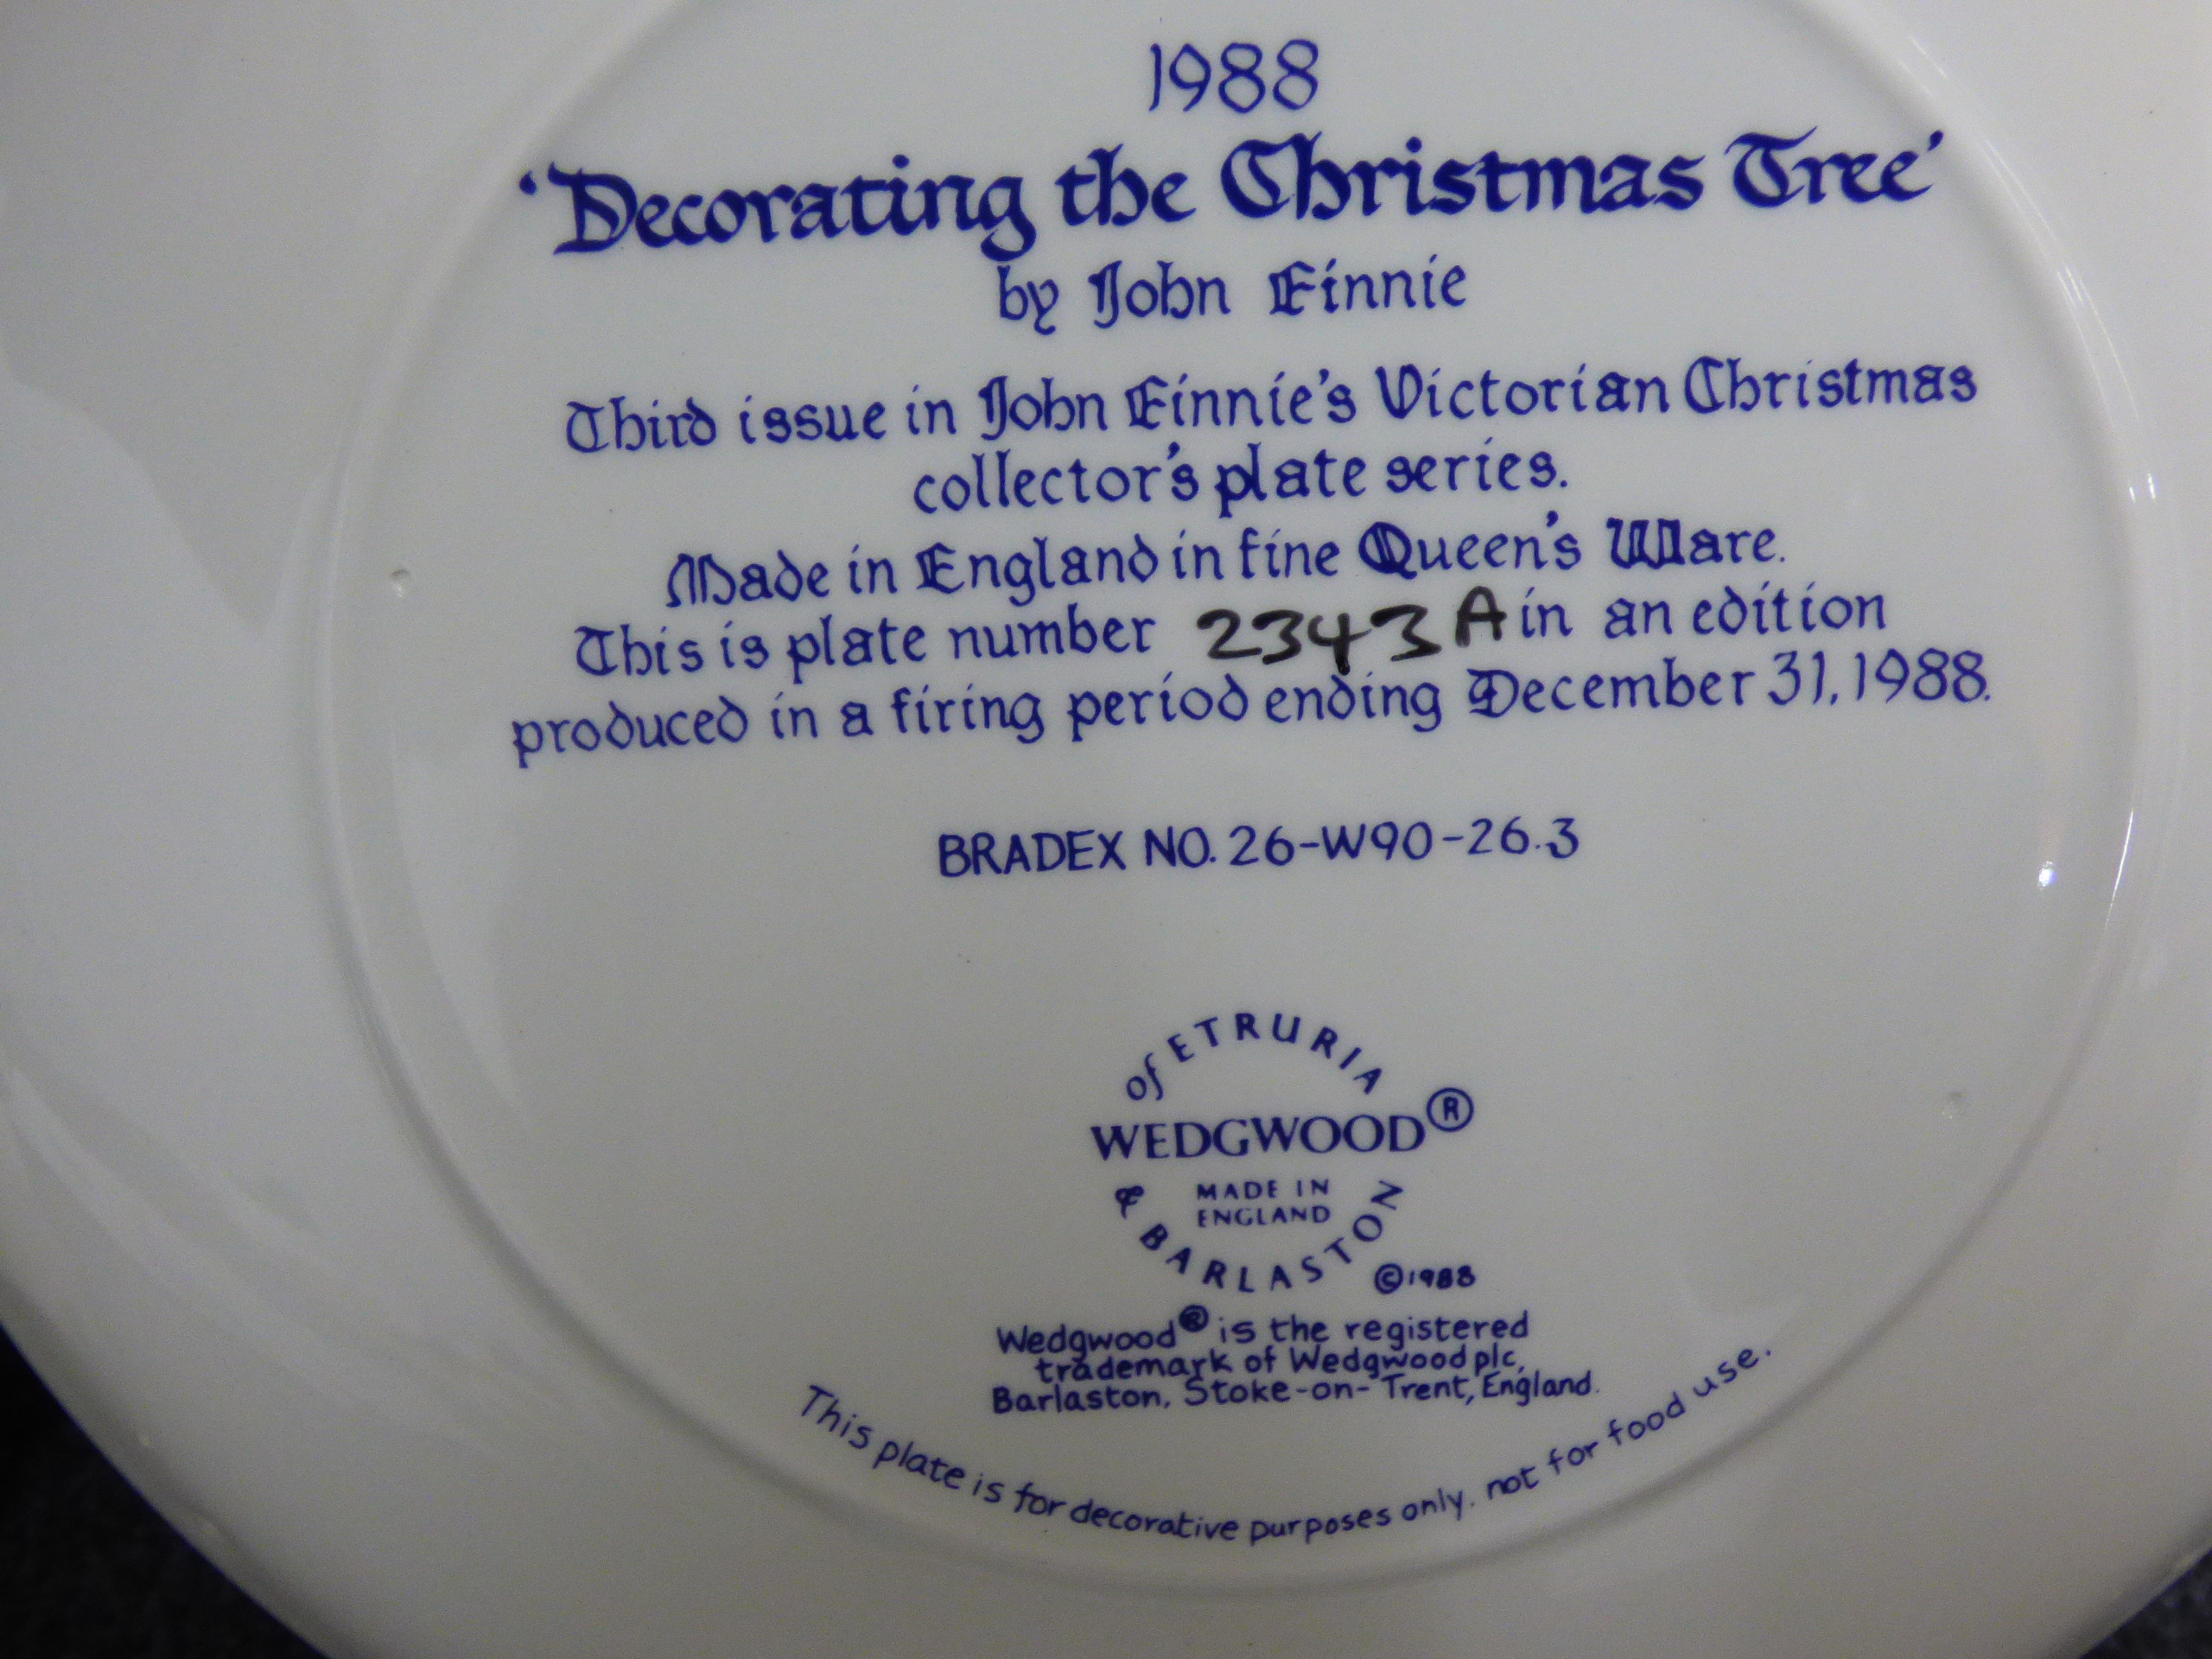 1988
'Decorating the Christmas Tree'
by John Finnie
Third issue in John Finnie's Victorian Christmas
collector's plate series.
Made in England in fine Queen's Ware.
This is plate number 2343 A in an edition
produced in a firing period ending December 31, 1988.
BRADEX NO. 26-W90-26.3
of ETRURIA
WEDGWOOD®
MADE IN
ENGLAND
& BARLASTON
©1988
Wedgwood® is the registered
trademark of Wedgwood plc,
Barlaston, Stoke-on-Trent, England.
This plate is for decorative purposes only, not for food use.